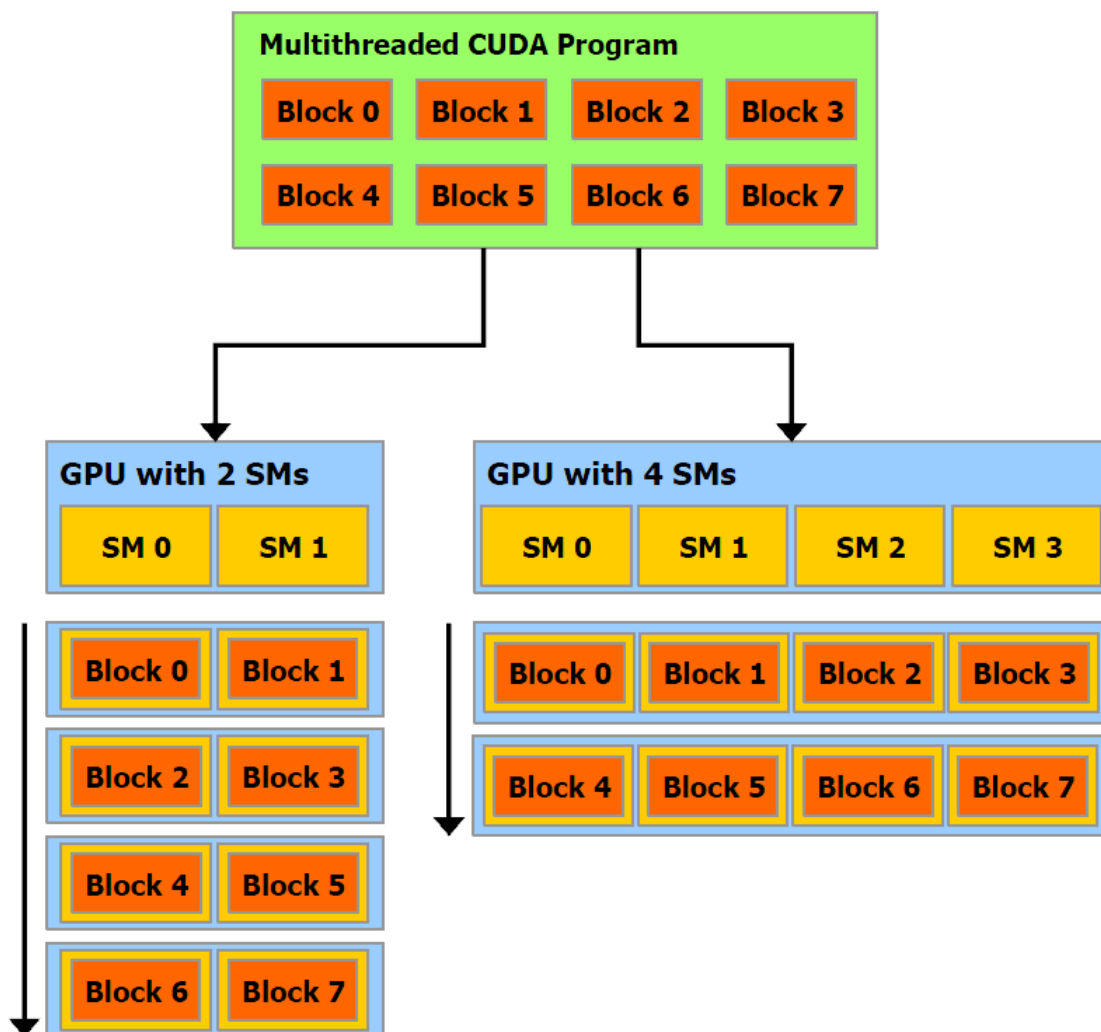 Multithreaded CUDA Program
Block 0 Block 1 Block 2 Block 3
Block 4 Block 5 Block 6 Block 7
GPU with 2 SMs
SM 0 SM 1
Block 0 Block 1
Block 2 Block 3
Block 4 Block 5
Block 6 Block 7
GPU with 4 SMs
SM 0 SM 1 SM 2 SM 3
Block 0 Block 1 Block 2 Block 3
Block 4 Block 5 Block 6 Block 7